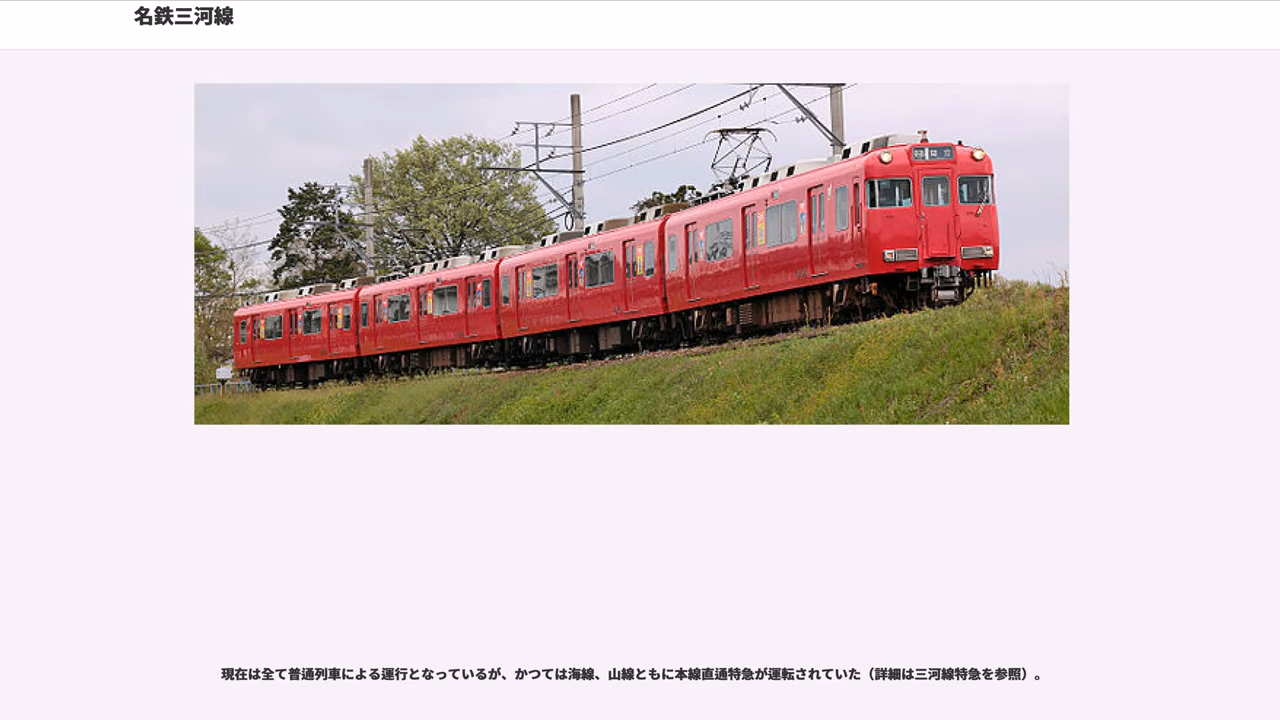 名鉄三河線
現在は全て普通列車による運行となっているが、かつては海線、山線ともに本線直通特急が運転されていた（詳細は三河線特急を参照）。